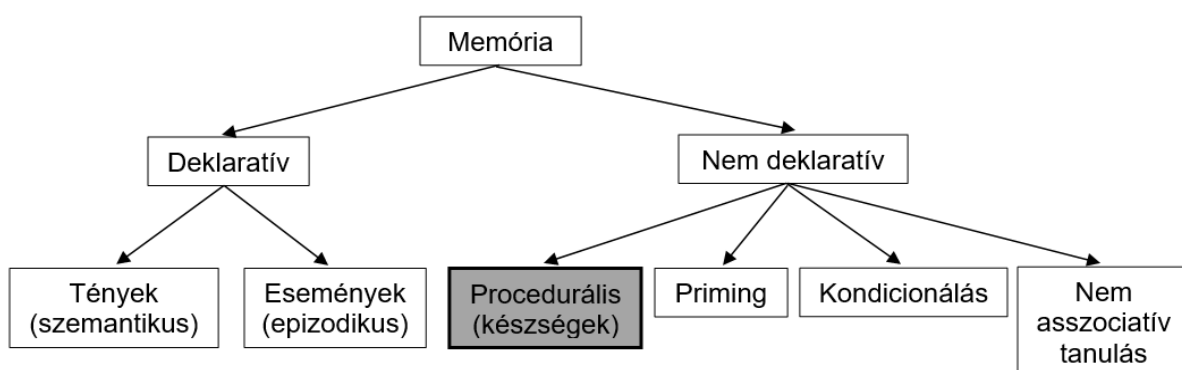 Memória
Deklaratív
Nem deklaratív
Tények
(szemantikus)
Események
(epizodikus)
Procedurális
(készségek)
Priming
Kondicionálás
Nem
asszociatív
tanulás